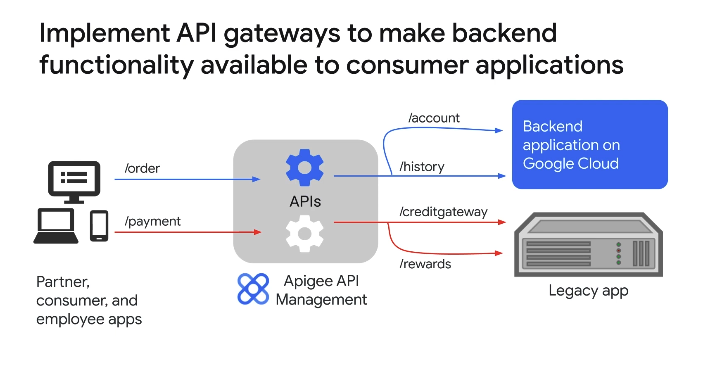 Implement API gateways to make backend
functionality available to consumer applications
/order
/payment
Partner,
consumer, and
employee apps
APIs
Apigee API
Management
/account
/history
/creditgateway
/rewards
Backend
application on
Google Cloud
Legacy app